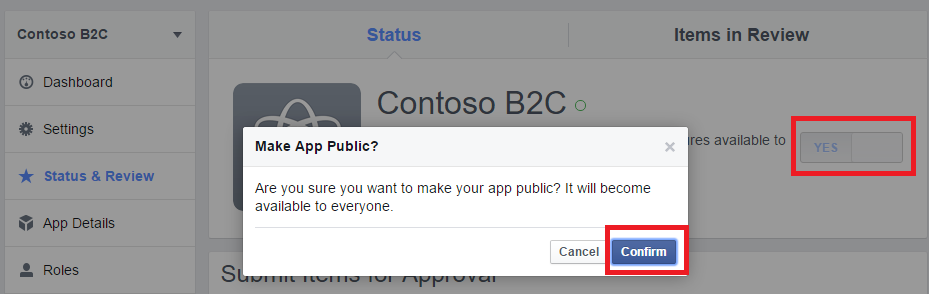 Contoso B2C
Dashboard
Settings
Status & Review
App Details
Roles
Status
Items in Review
Contoso B2C
available to
YES
Make App Public?
×
Are you sure you want to make your app public? It will become
available to everyone.
Cancel
Confirm
Submit Items for Approval